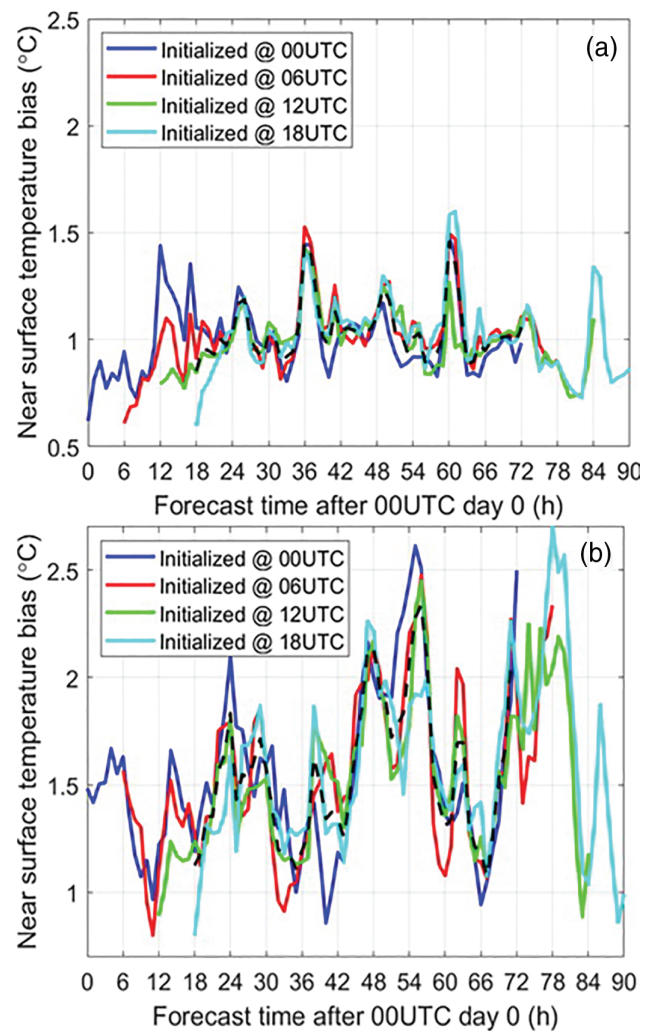 2.5
2
1.5
1
0.5
Near surface temperature bias (°C)
(a)
Initialized @ 00UTC
Initialized @ 06UTC
Initialized @ 12UTC
Initialized @ 18UTC
0 6 12 18 24 30 36 42 48 54 60 66 72 78 84 90
Forecast time after 00UTC day 0 (h)
2.5
2
1.5
1
Near surface temperature bias (°C)
(b)
Initialized @ 00UTC
Initialized @ 06UTC
Initialized @ 12UTC
Initialized @ 18UTC
0 6 12 18 24 30 36 42 48 54 60 66 72 78 84 90
Forecast time after 00UTC day 0 (h)